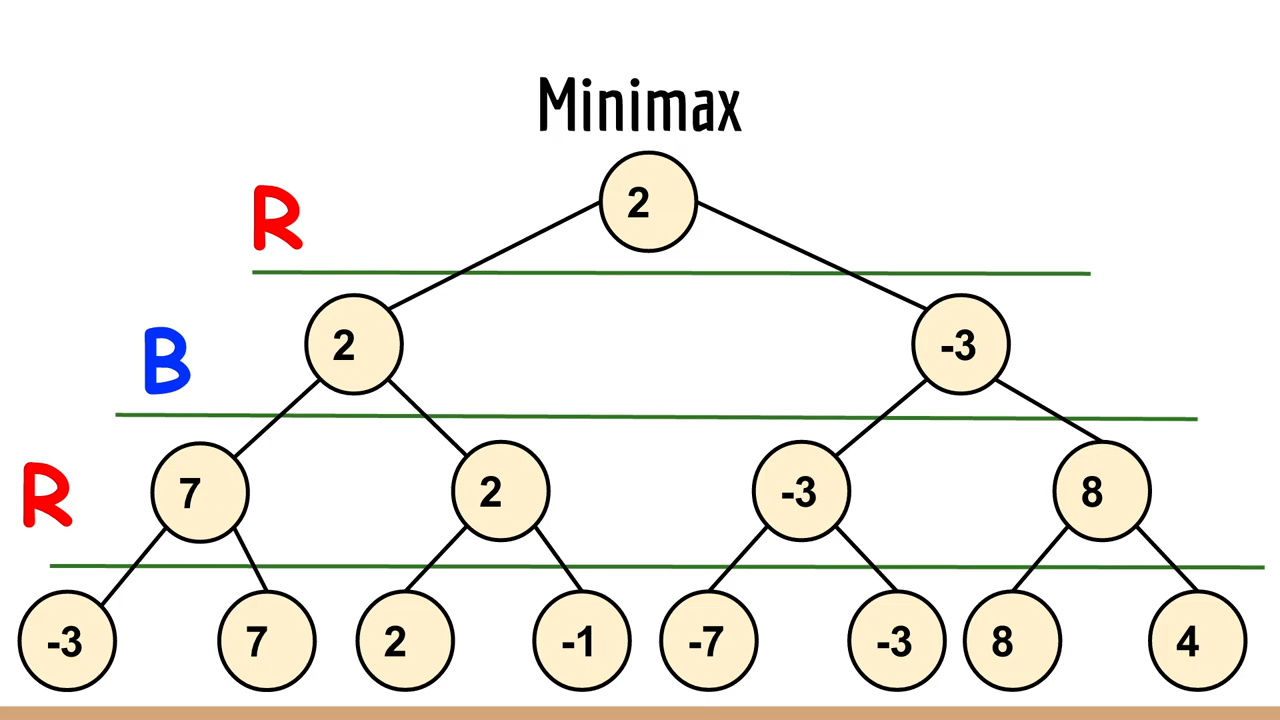 Minimax
R 2
B 2 -3
R 7 2 -3 8
-3 7 2 -1 -7 -3 8 4